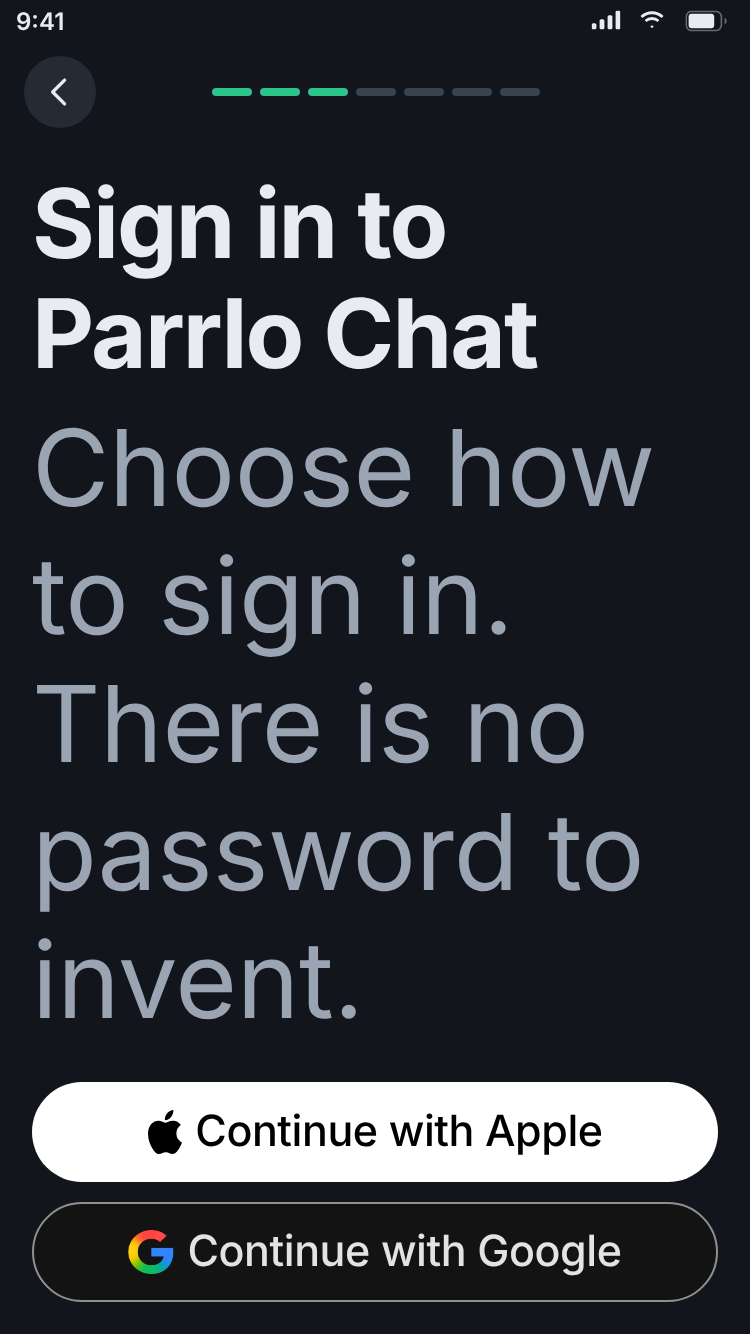 9:41
Sign in to
Parrlo Chat
Choose how
to sign in.
There is no
password to
invent.
Continue with Apple
Continue with Google